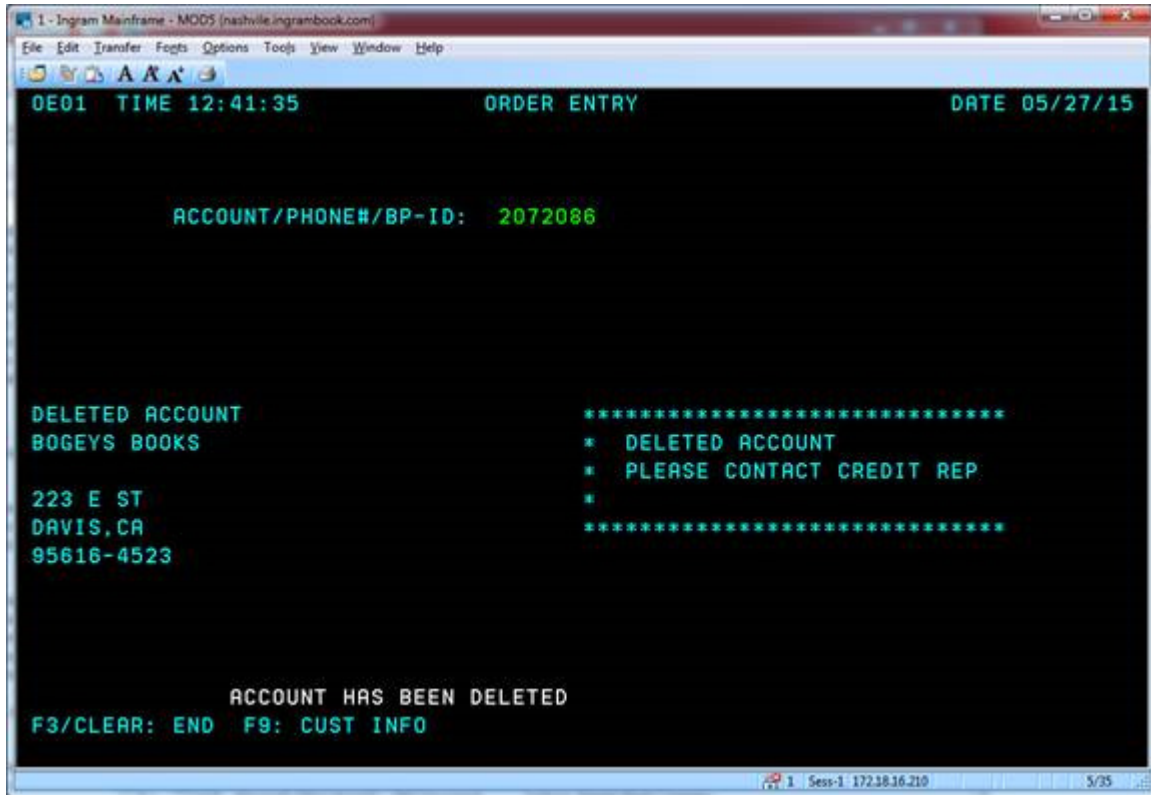 1 - Ingram Mainframe - MOD5 (nashvile.ingrambook.com)
File Edit Transfer Fonts Options Tools View Window Help
OE01 TIME 12:41:35 ORDER ENTRY DATE 05/27/15
ACCOUNT/PHONE#/BP-ID: 2072086
DELETED ACCOUNT ******************************
BOGEYS BOOKS * DELETED ACCOUNT
* PLEASE CONTACT CREDIT REP
223 E ST *
DAVIS,CA ******************************
95616-4523
ACCOUNT HAS BEEN DELETED
F3/CLEAR: END F9: CUST INFO
1 Sess-1 172.18.16.210 5/35